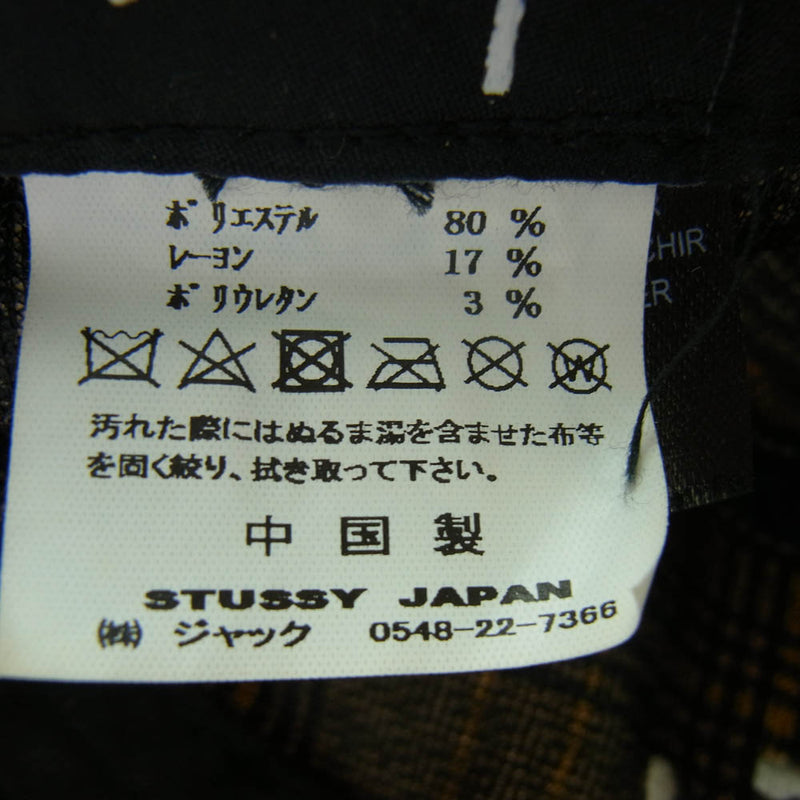 ポリエステル 80 %
レーヨン 17 %
ポリウレタン 3 %
W
汚れた際にはぬるま湯を含ませた布等
を固く絞り、拭き取って下さい。
中国製
STUSSY JAPAN
㈱ ジャック 0548-22-7366
CHIR
ER